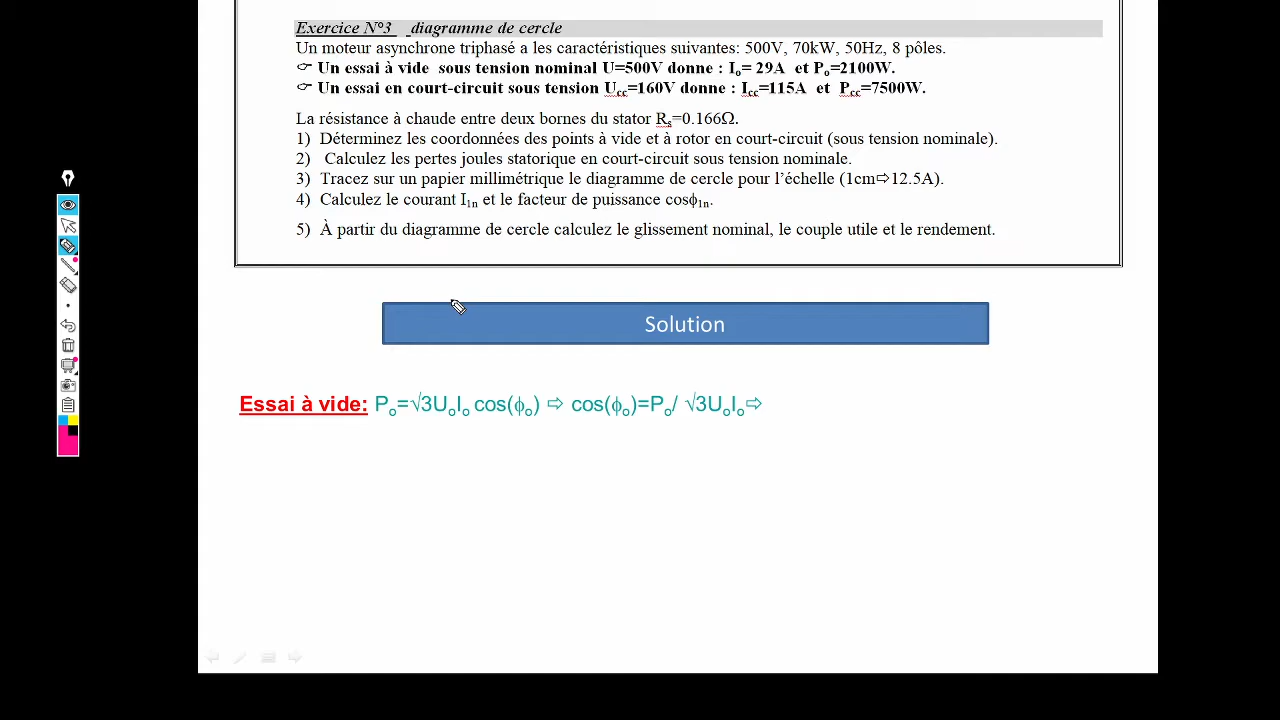 Exercice N°3 diagramme de cercle
Un moteur asynchrone triphasé a les caractéristiques suivantes: 500V, 70kW, 50Hz, 8 pôles.
☞ Un essai à vide sous tension nominal U=500V donne : Io= 29A et Po=2100W.
☞ Un essai en court-circuit sous tension Ucc=160V donne : Icc=115A et Pcc=7500W.
La résistance à chaude entre deux bornes du stator Rs=0.166Ω.
1) Déterminez les coordonnées des points à vide et à rotor en court-circuit (sous tension nominale).
2) Calculez les pertes joules statorique en court-circuit sous tension nominale.
3) Tracez sur un papier millimétrique le diagramme de cercle pour l’échelle (1cm⇨12.5A).
4) Calculez le courant I1n et le facteur de puissance cosϕ1n.
5) À partir du diagramme de cercle calculez le glissement nominal, le couple utile et le rendement.
Solution
Essai à vide: Po=√3UoIo cos(ϕo) ⇨ cos(ϕo)=Po/ √3UoIo⇨